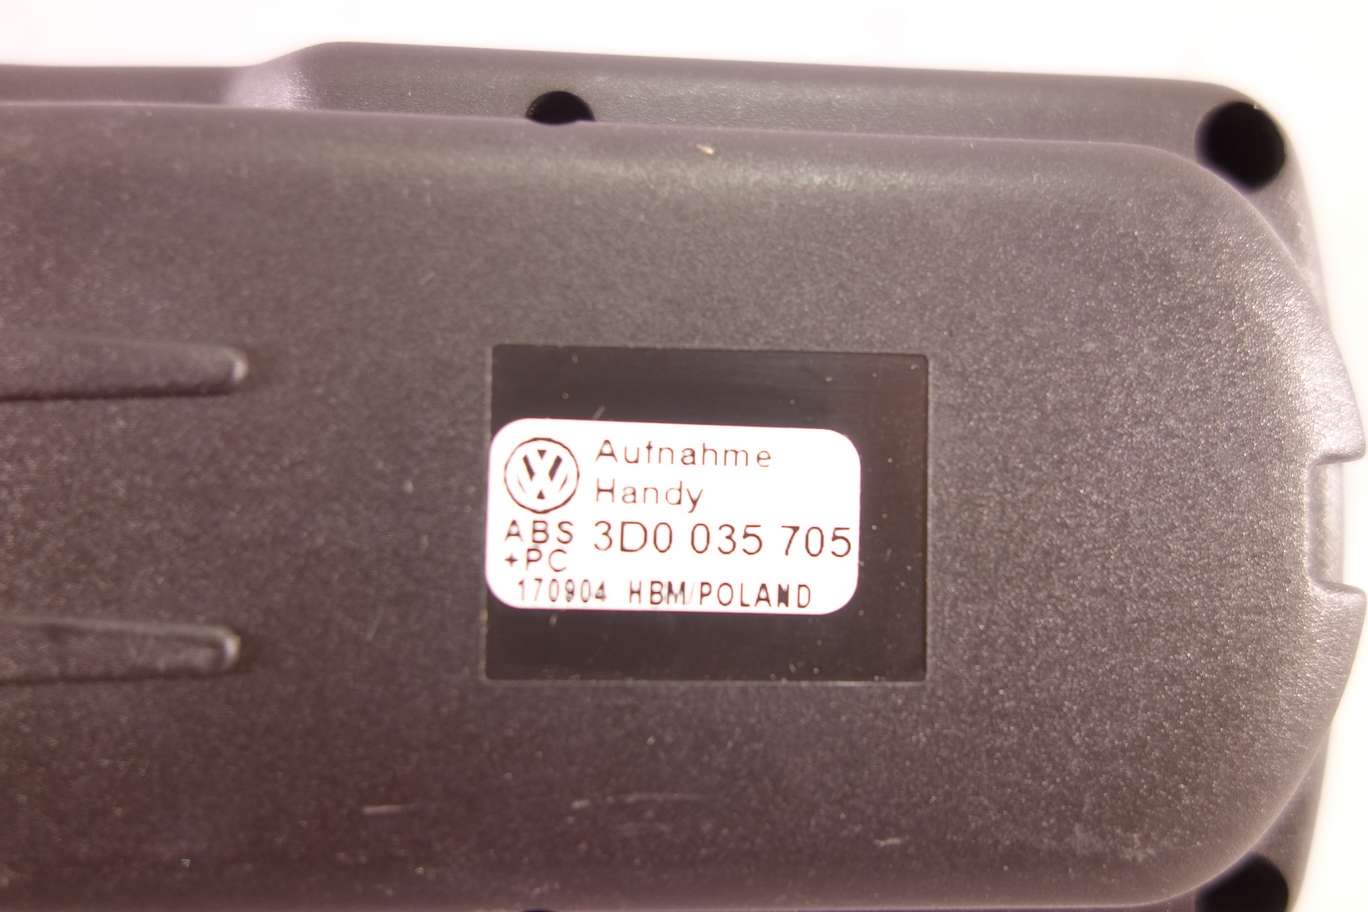 Aufnahme
Handy
ABS 3D0 035 705
+PC
170904 HBM/POLAND